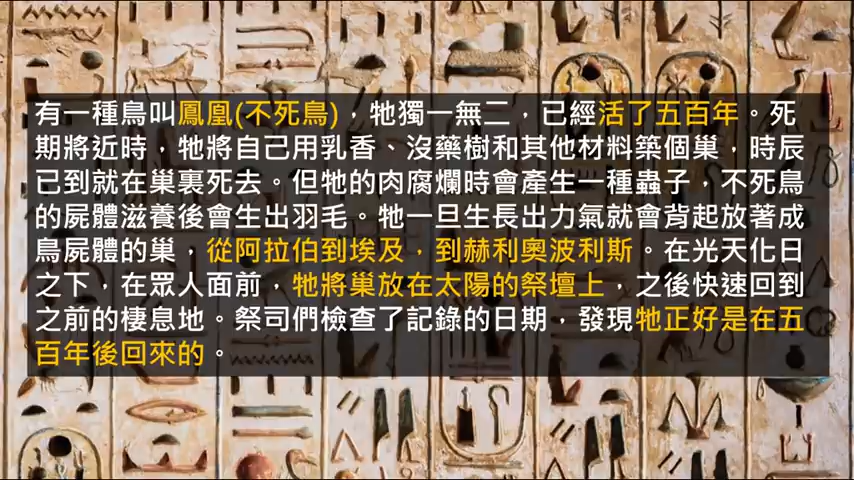 有一種鳥叫鳳凰(不死鳥)，牠獨一無二，已經活了五百年。死
期將近時，牠將自己用乳香、沒藥樹和其他材料築個巢，時辰
已到就在巢裏死去。但牠的肉腐爛時會產生一種蟲子，不死鳥
的屍體滋養後會生出羽毛。牠一旦生長出力氣就會背起放著成
鳥屍體的巢，從阿拉伯到埃及，到赫利奧波利斯。在光天化日
之下，在眾人面前，牠將巢放在太陽的祭壇上，之後快速回到
之前的棲息地。祭司們檢查了記錄的日期，發現牠正好是在五
百年後回來的。